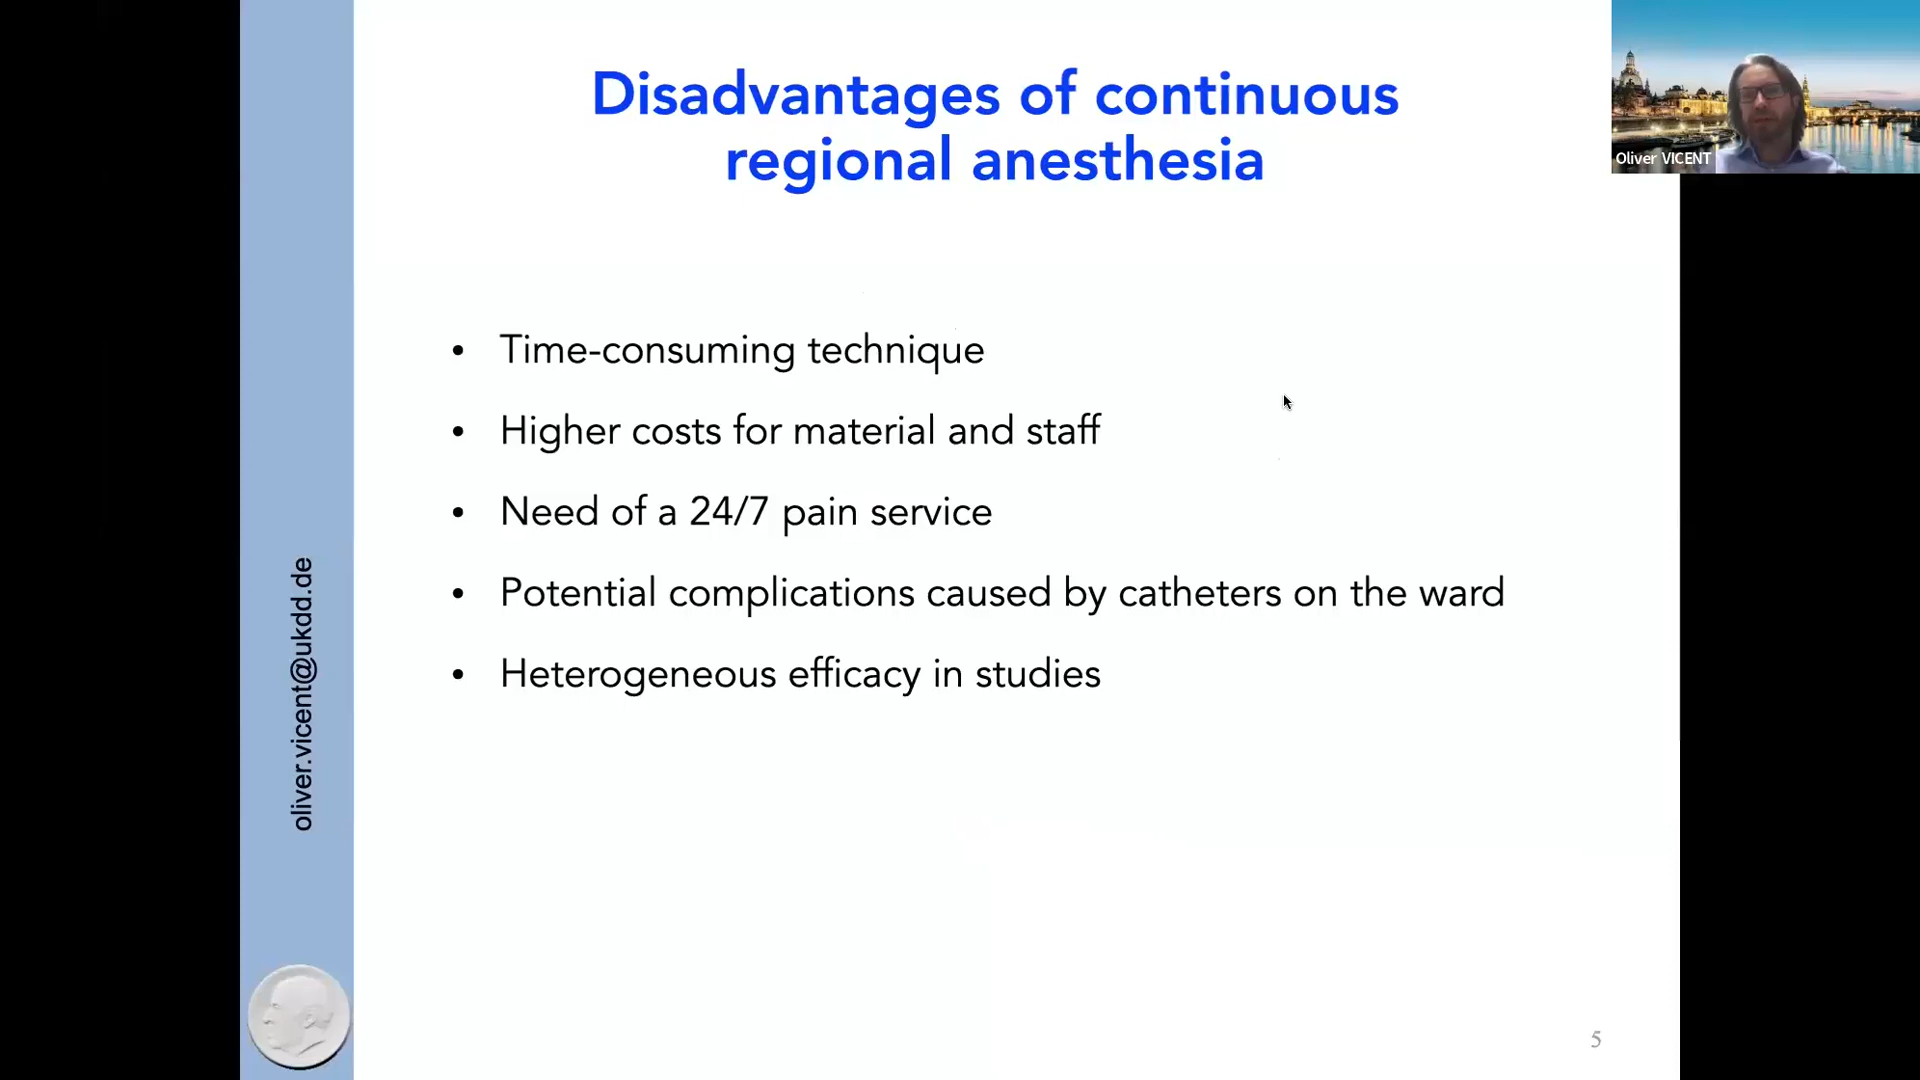 Disadvantages of continuous
regional anesthesia
Oliver VICENT
• Time-consuming technique
• Higher costs for material and staff
• Need of a 24/7 pain service
• Potential complications caused by catheters on the ward
• Heterogeneous efficacy in studies
oliver.vicent@ukdd.de
5